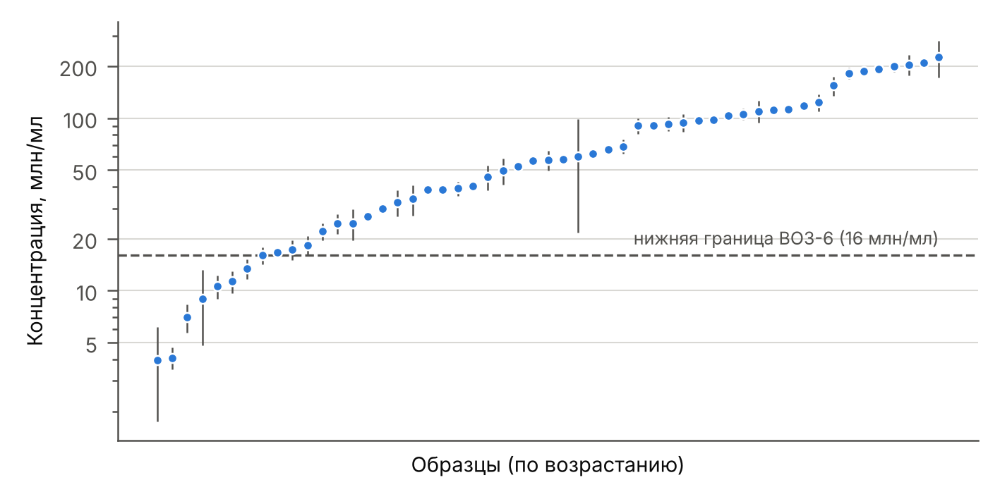 Концентрация, млн/мл
200
100
50
20
10
5
нижняя граница ВОЗ-6 (16 млн/мл)
Образцы (по возрастанию)